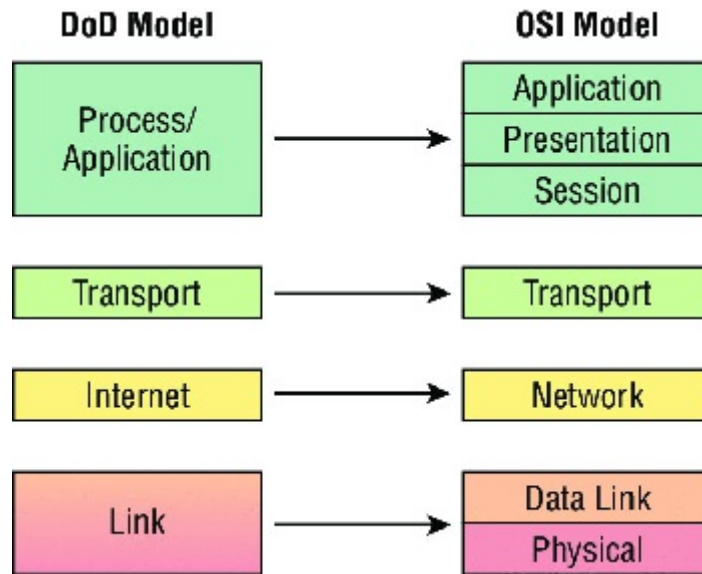 DoD Model
OSI Model
Process/
Application
Application
Presentation
Session
Transport
Transport
Internet
Network
Link
Data Link
Physical